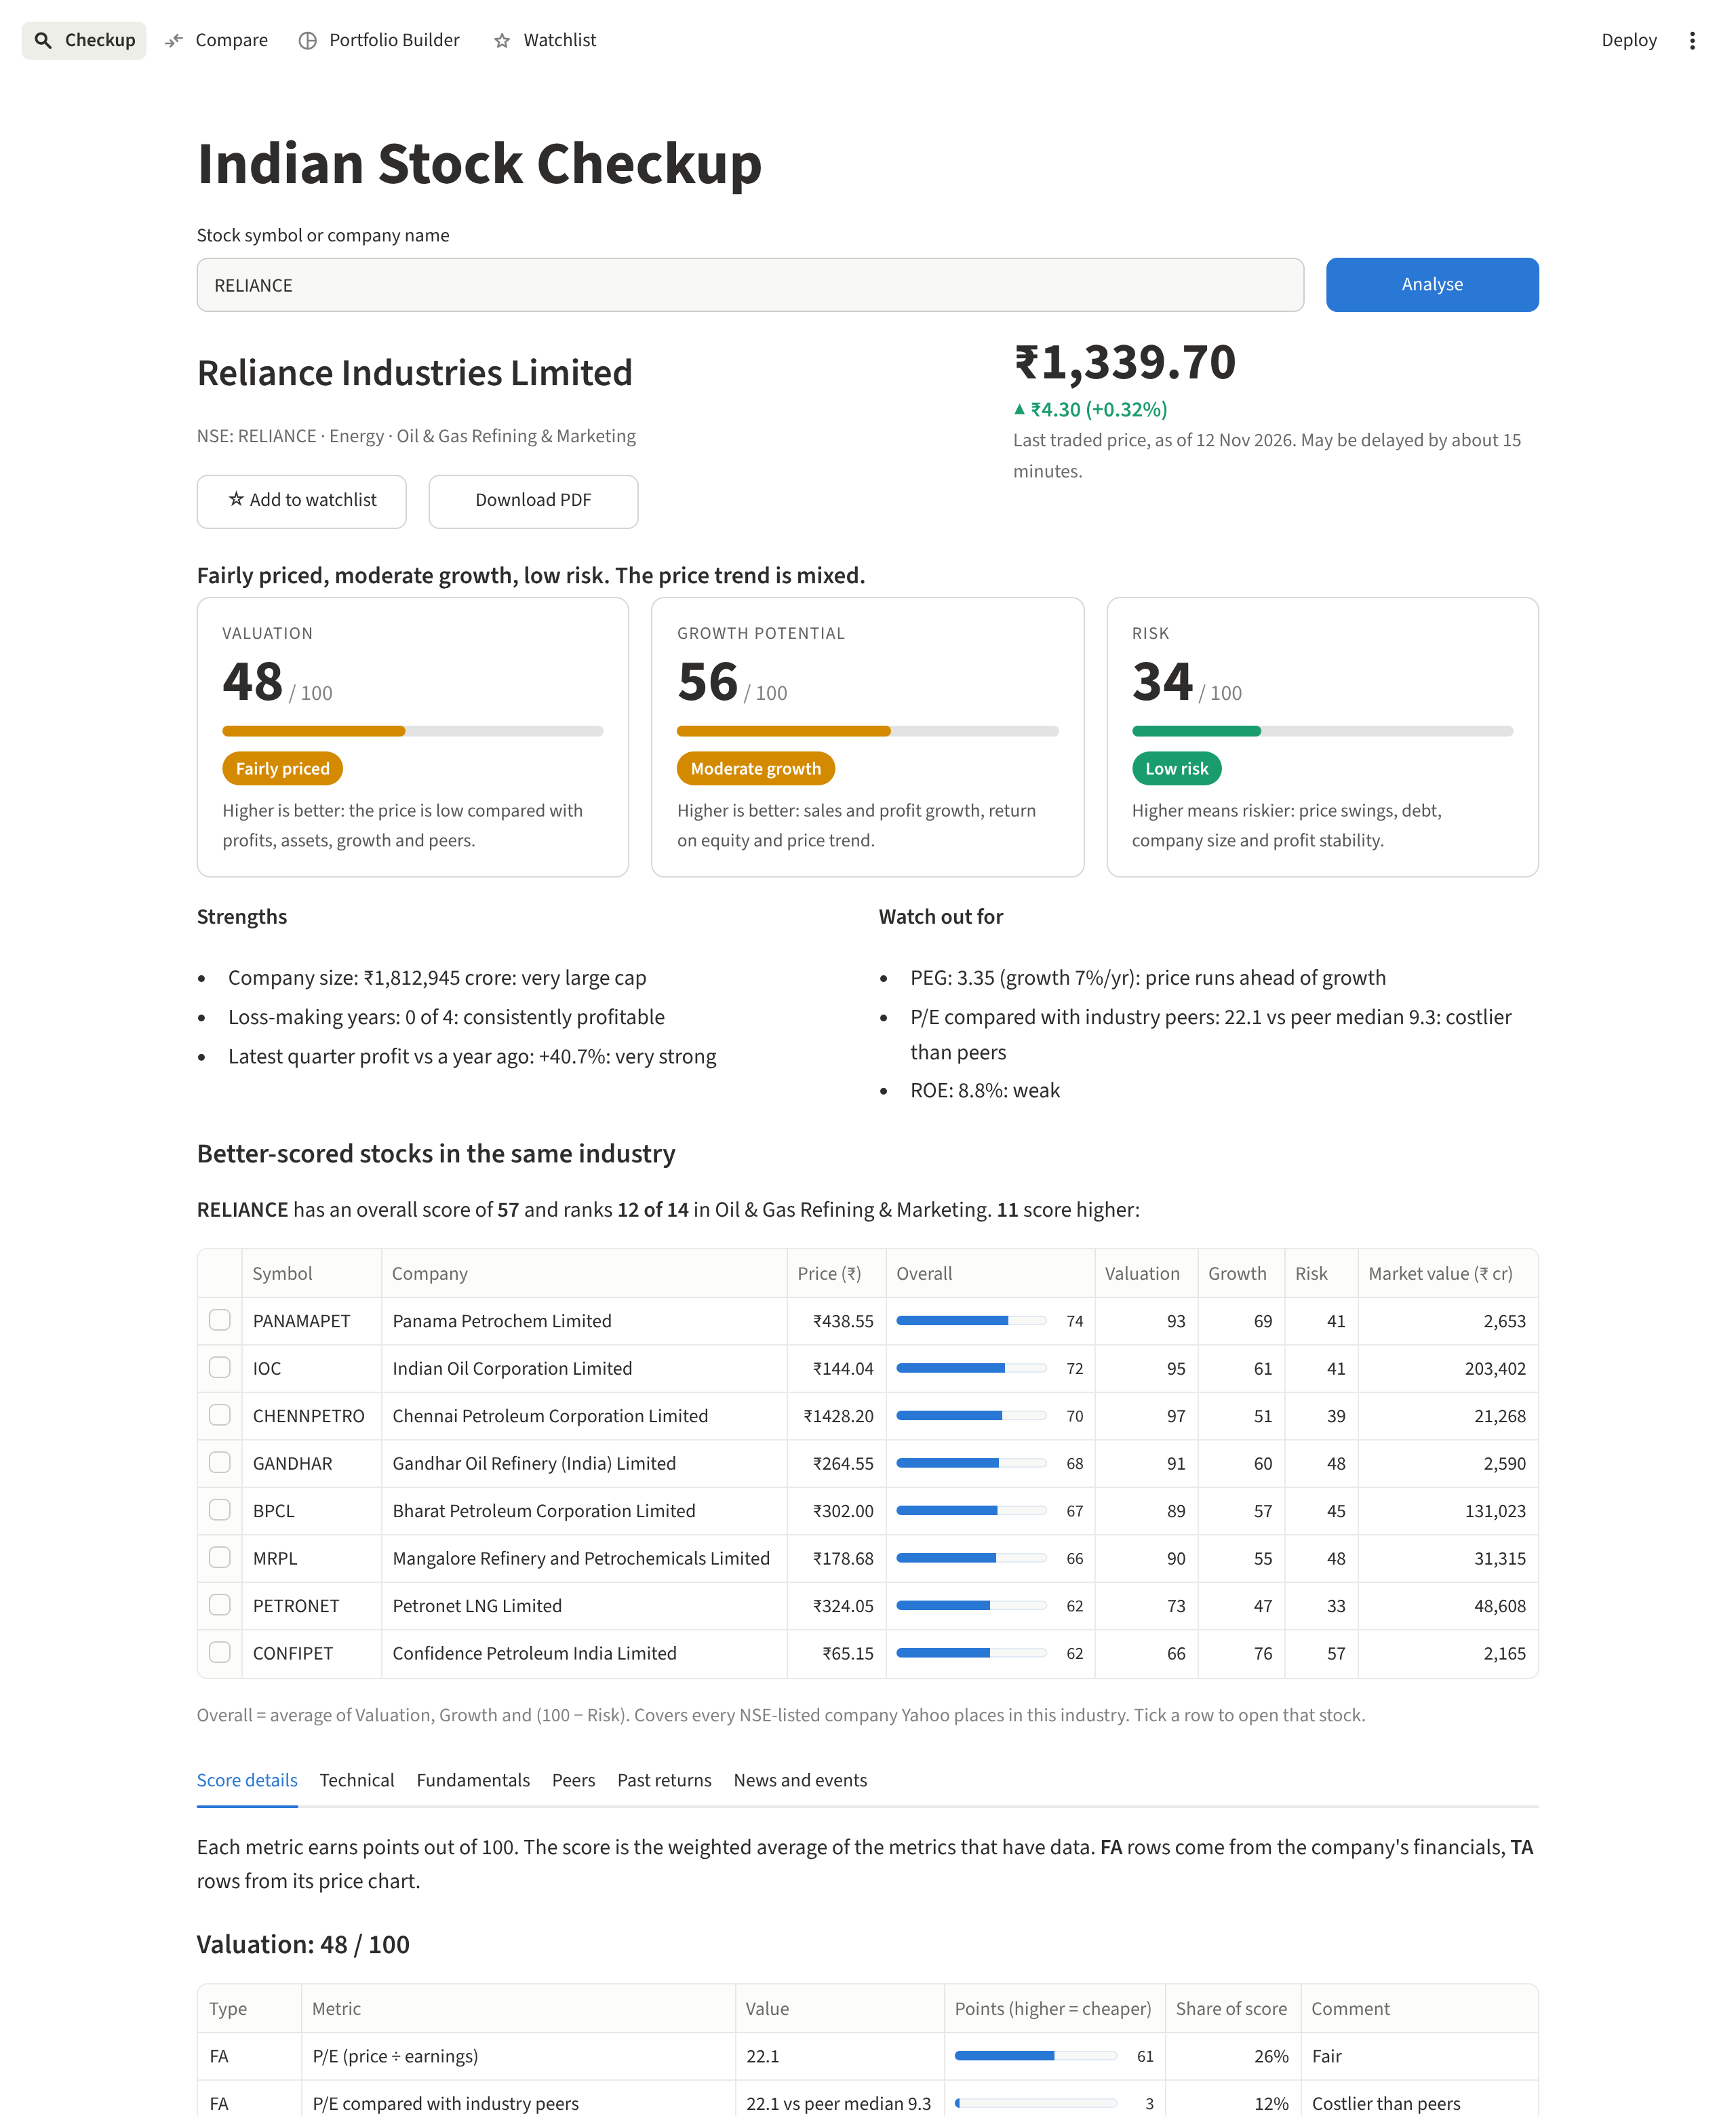 Checkup Compare Portfolio Builder Watchlist Deploy
Indian Stock Checkup
Stock symbol or company name
RELIANCE
Analyse
Reliance Industries Limited
NSE: RELIANCE · Energy · Oil & Gas Refining & Marketing
☆ Add to watchlist
Download PDF
₹1,339.70
▲ ₹4.30 (+0.32%)
Last traded price, as of 12 Nov 2026. May be delayed by about 15
minutes.
Fairly priced, moderate growth, low risk. The price trend is mixed.
VALUATION
48 / 100
Fairly priced
Higher is better: the price is low compared with
profits, assets, growth and peers.
GROWTH POTENTIAL
56 / 100
Moderate growth
Higher is better: sales and profit growth, return
on equity and price trend.
RISK
34 / 100
Low risk
Higher means riskier: price swings, debt,
company size and profit stability.
Strengths
• Company size: ₹1,812,945 crore: very large cap
• Loss-making years: 0 of 4: consistently profitable
• Latest quarter profit vs a year ago: +40.7%: very strong
Watch out for
• PEG: 3.35 (growth 7%/yr): price runs ahead of growth
• P/E compared with industry peers: 22.1 vs peer median 9.3: costlier
than peers
• ROE: 8.8%: weak
Better-scored stocks in the same industry
RELIANCE has an overall score of 57 and ranks 12 of 14 in Oil & Gas Refining & Marketing. 11 score higher:
Symbol Company Price (₹) Overall Valuation Growth Risk Market value (₹ cr)
PANAMAPET Panama Petrochem Limited ₹438.55 74 93 69 41 2,653
IOC Indian Oil Corporation Limited ₹144.04 72 95 61 41 203,402
CHENNPETRO Chennai Petroleum Corporation Limited ₹1428.20 70 97 51 39 21,268
GANDHAR Gandhar Oil Refinery (India) Limited ₹264.55 68 91 60 48 2,590
BPCL Bharat Petroleum Corporation Limited ₹302.00 67 89 57 45 131,023
MRPL Mangalore Refinery and Petrochemicals Limited ₹178.68 66 90 55 48 31,315
PETRONET Petronet LNG Limited ₹324.05 62 73 47 33 48,608
CONFIPET Confidence Petroleum India Limited ₹65.15 62 66 76 57 2,165
Overall = average of Valuation, Growth and (100 − Risk). Covers every NSE-listed company Yahoo places in this industry. Tick a row to open that stock.
Score details Technical Fundamentals Peers Past returns News and events
Each metric earns points out of 100. The score is the weighted average of the metrics that have data. FA rows come from the company's financials, TA
rows from its price chart.
Valuation: 48 / 100
Type Metric Value Points (higher = cheaper) Share of score Comment
FA P/E (price ÷ earnings) 22.1 61 26% Fair
FA P/E compared with industry peers 22.1 vs peer median 9.3 3 12% Costlier than peers